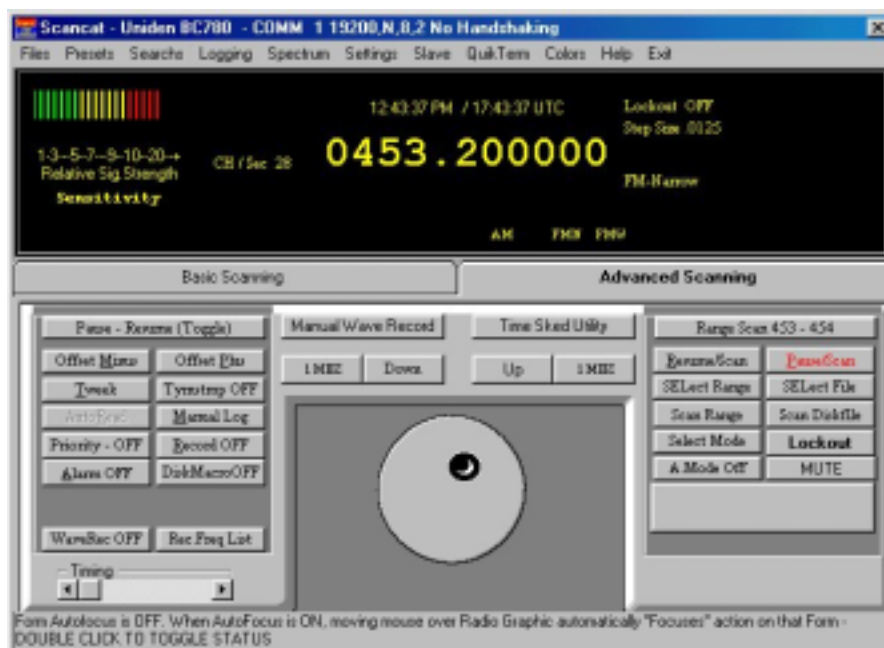 Scancat - Uniden BC780 - COMM 1 19200,N,8,2 No Handshaking
Files Presets Searchs Logging Spectrum Settings Slave QuikTerm Colors Help Exit
12:43:37 PM / 17:43:37 UTC
Lockout OFF
Step Size .0125
1-3--5-7--9-10-20-+
Relative Sig.Strength
CH / Sec 28
0453.200000
FM-Narrow
Sensitivity
AM FMN FMW
Basic Scanning
Advanced Scanning
Pause - Resume (Toggle)
Manual Wave Record
Time Sked Utility
Range Scan 453 - 454
Offset Minus
Offset Plus
1 MHZ
Down
Up
1 MHZ
Resume/Scan
Pause/Scan
Tweak
Tymstmp OFF
SELect Range
SELect File
AutoRead
Manual Log
Scan Range
Scan Diskfile
Priority - OFF
Record OFF
Select Mode
Lockout
Alarm OFF
DiskMacroOFF
A.Mode Off
MUTE
WaveRec OFF
Rec.Freq List
Timing
Form Autofocus is OFF. When AutoFocus is ON, moving mouse over Radio Graphic automatically "Focuses" action on that Form -
DOUBLE CLICK TO TOGGLE STATUS